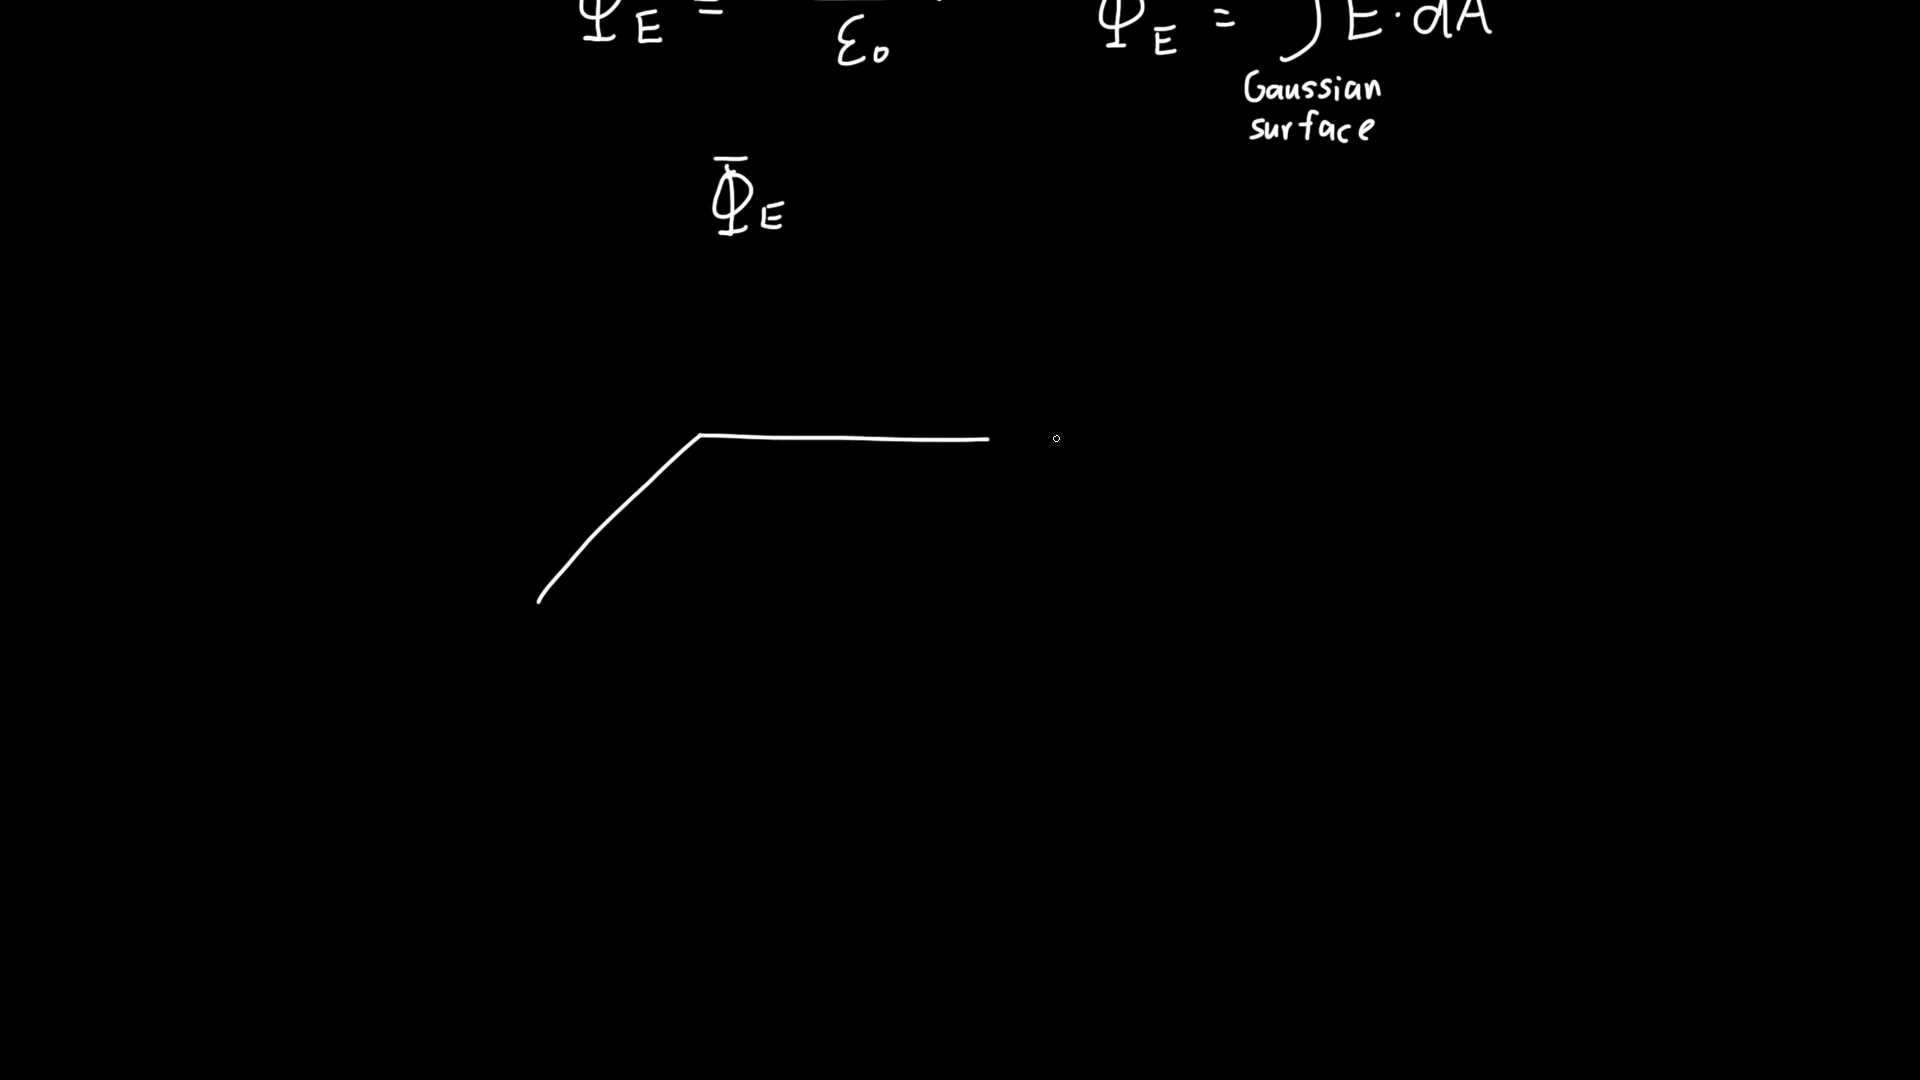 Φ_E = ε₀
Φ_E = ∫ E · dA
Gaussian
surface
Φ_E